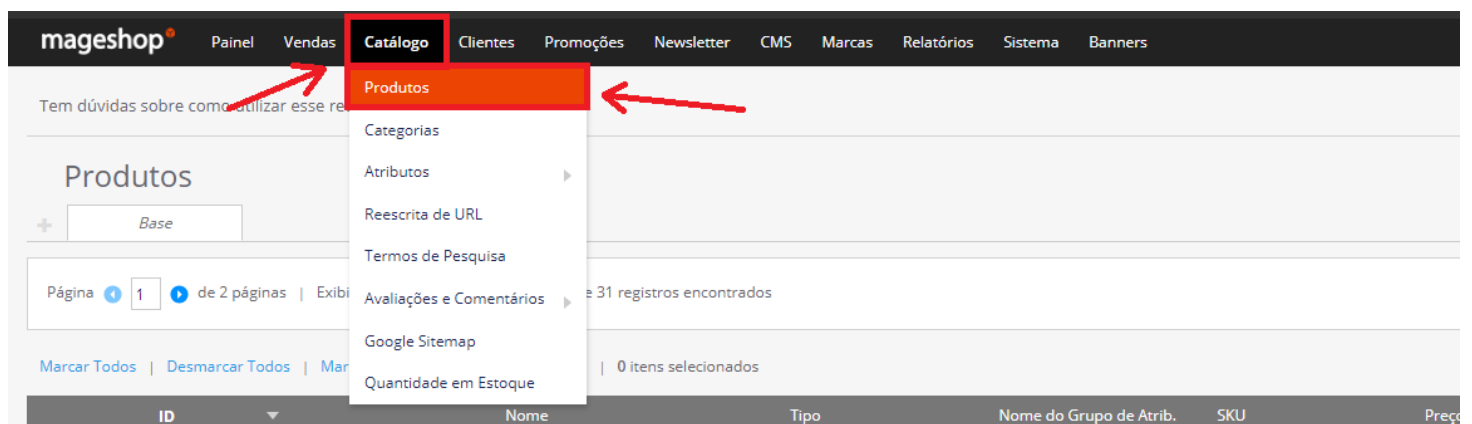 mageshop Painel Vendas Catálogo Clientes Promoções Newsletter CMS Marcas Relatórios Sistema Banners
Produtos
Tem dúvidas sobre como utilizar esse
Categorias
Produtos
Atributos
Base
Reescrita de URL
Termos de Pesquisa
Página 1 de 2 páginas | Exibi
Avaliações e Comentários
e 31 registros encontrados
Google Sitemap
Marcar Todos | Desmarcar Todos | Mar
| 0 itens selecionados
Quantidade em Estoque
ID Nome Tipo Nome do Grupo de Atrib. SKU Preço